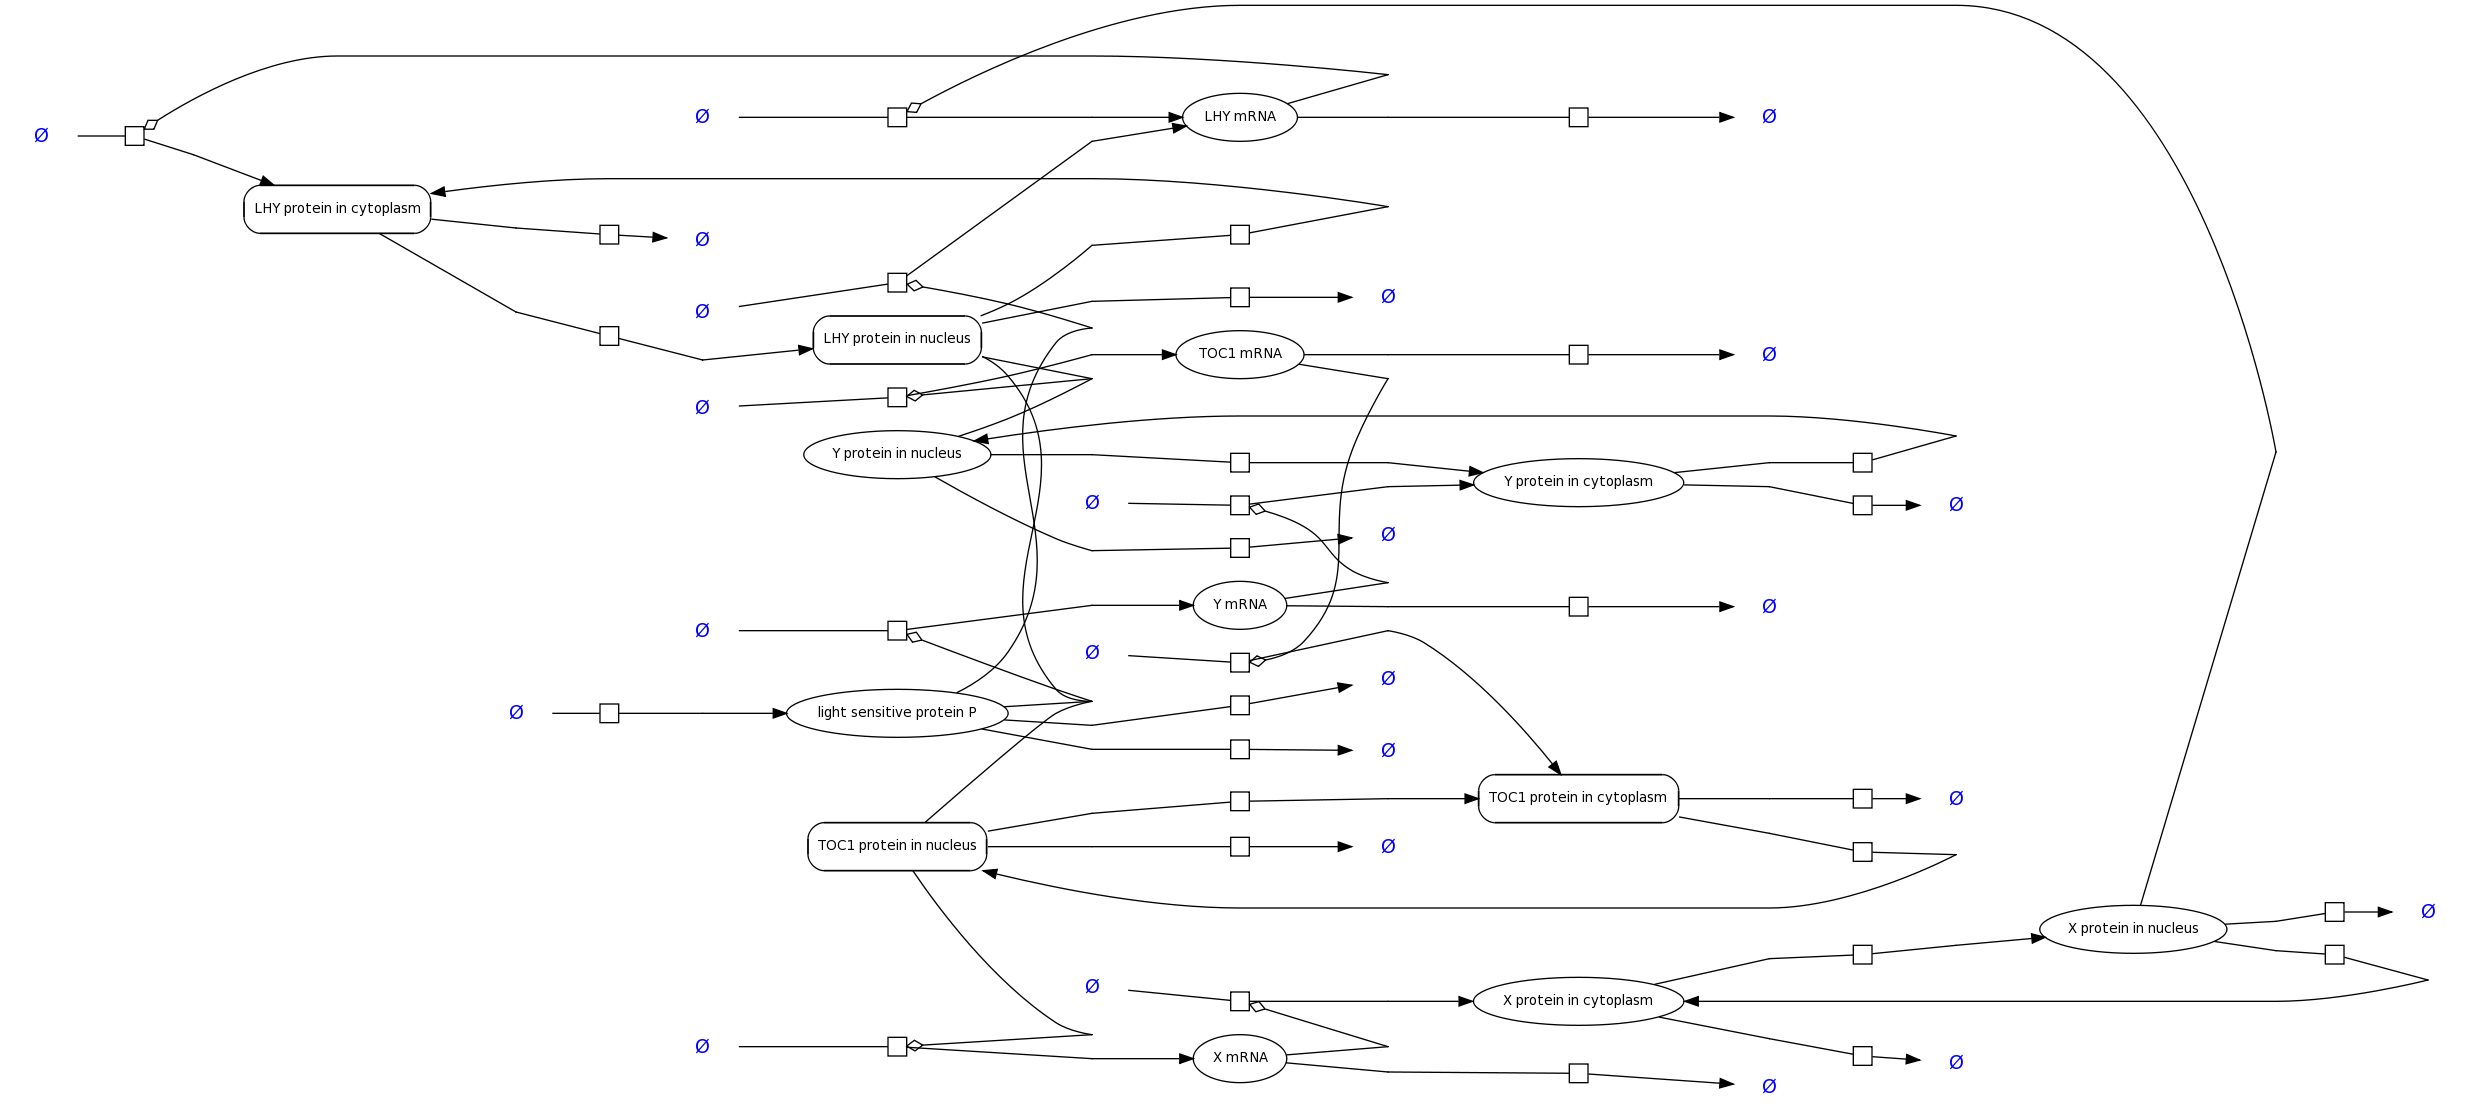 Ø
LHY mRNA
Ø
Ø
LHY protein in cytoplasm
Ø
Ø
Ø
LHY protein in nucleus
TOC1 mRNA
Ø
Ø
Y protein in nucleus
Y protein in cytoplasm
Ø
Ø
Ø
Y mRNA
Ø
Ø
Ø
Ø
Ø
light sensitive protein P
Ø
TOC1 protein in cytoplasm
Ø
TOC1 protein in nucleus
Ø
Ø
X protein in nucleus
Ø
X protein in cytoplasm
Ø
X mRNA
Ø
Ø